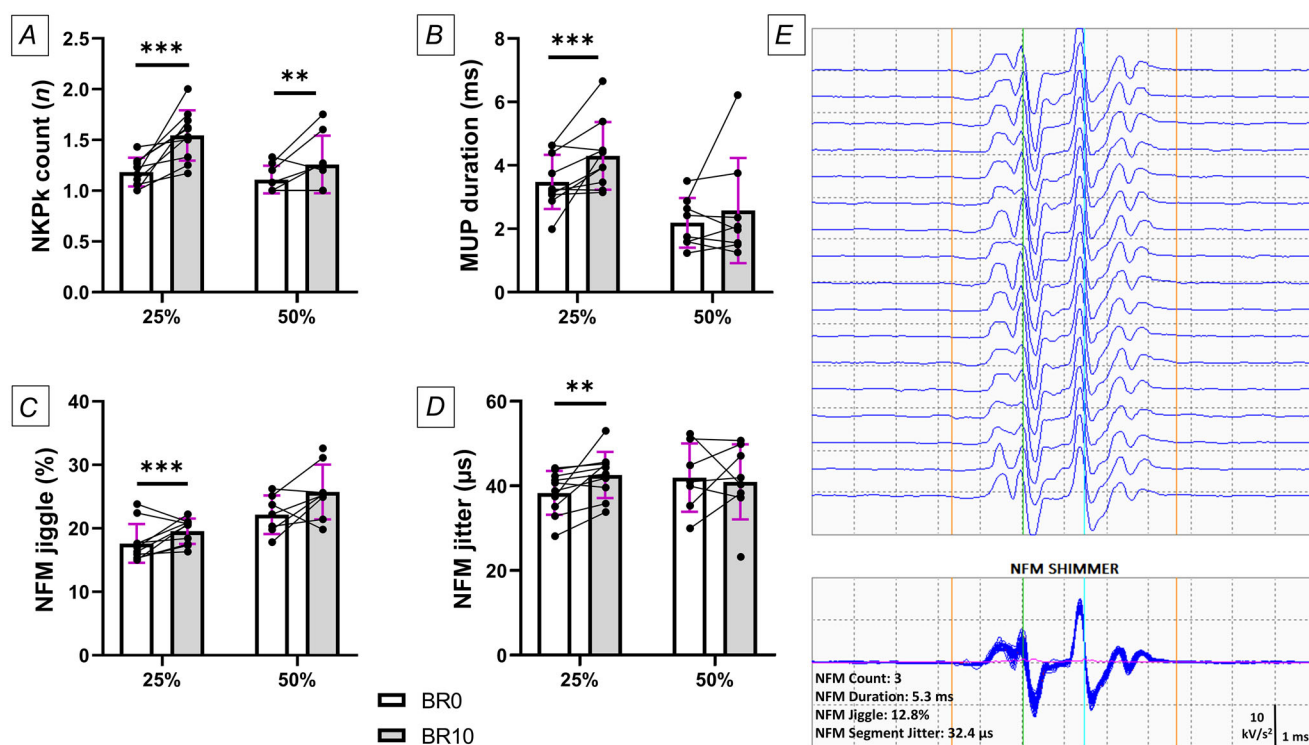 A
NKPk count (n)
2.5
2.0
1.5
1.0
0.5
0.0
***
**
25%
50%
B
MUP duration (ms)
8
6
4
2
0
***
25%
50%
C
NFM jiggle (%)
40
30
20
10
0
***
25%
50%
D
NFM jitter (µs)
60
40
20
0
**
25%
50%
BR0
BR10
E
NFM SHIMMER
NFM Count: 3
NFM Duration: 5.3 ms
NFM Jiggle: 12.8%
NFM Segment Jitter: 32.4 µs
10
kV/s²
1 ms